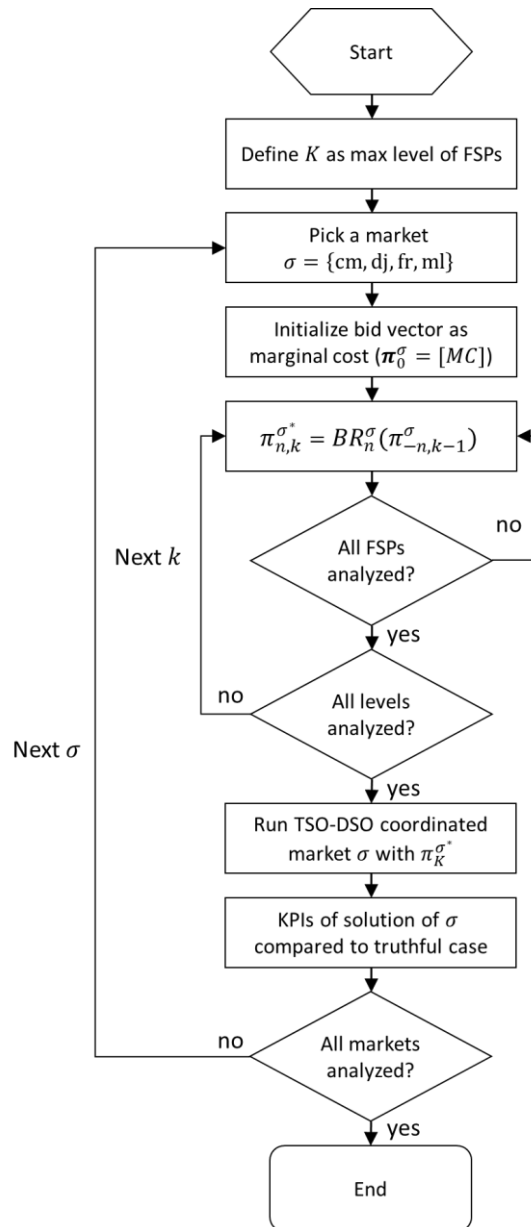 Start
Define K as max level of FSPs
Pick a market
σ = {cm, dj, fr, ml}
Initialize bid vector as
marginal cost (π₀^σ = [MC])
π_{n,k}^{σ*} = BR_n^σ(π_{−n,k−1}^σ)
no
All FSPs
analyzed?
Next k
yes
no
All levels
analyzed?
Next σ
yes
Run TSO-DSO coordinated
market σ with π_K^{σ*}
KPIs of solution of σ
compared to truthful case
no
All markets
analyzed?
yes
End